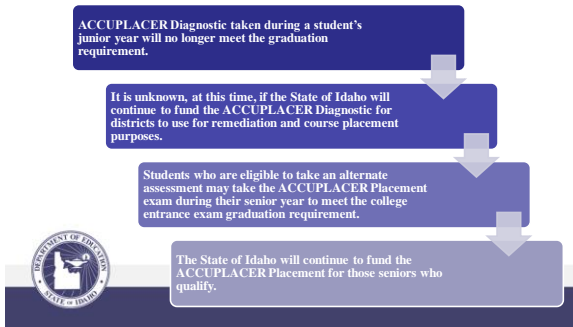 ACCUPLACER Diagnostic taken during a student's
junior year will no longer meet the graduation
requirement.
It is unknown, at this time, if the State of Idaho will
continue to fund the ACCUPLACER Diagnostic for
districts to use for remediation and course placement
purposes.
Students who are eligible to take an alternate
assessment may take the ACCUPLACER Placement
exam during their senior year to meet the college
entrance exam graduation requirement.
The State of Idaho will continue to fund the
ACCUPLACER Placement for those seniors who
qualify.
DEPARTMENT OF EDUCATION
STATE OF IDAHO